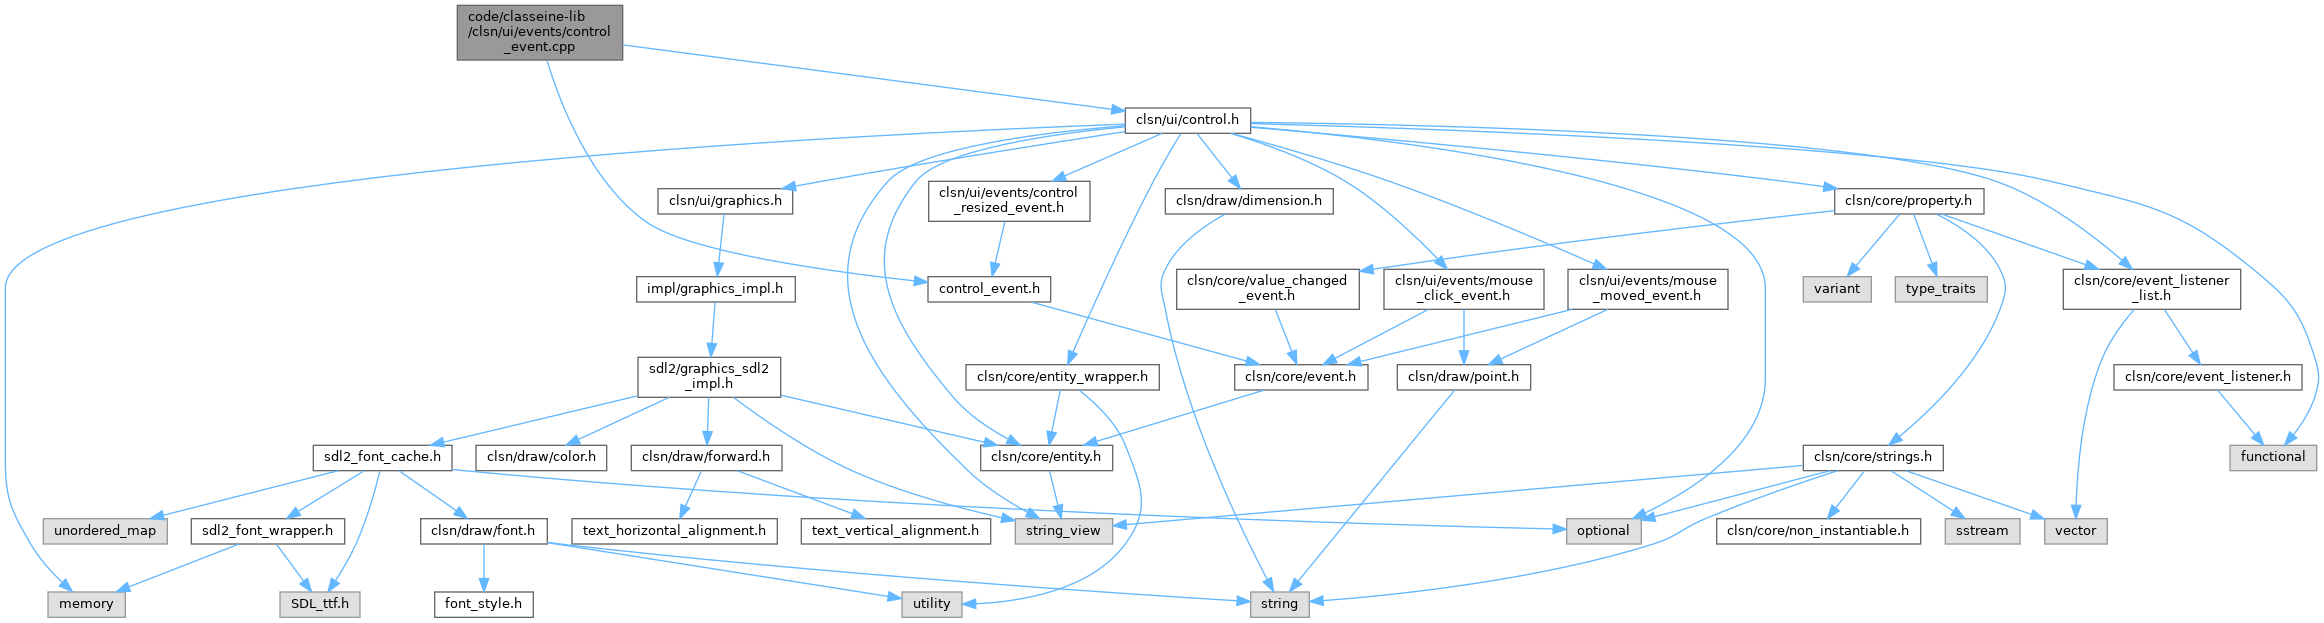 code/classeine-lib
/clsn/ui/events/control
_event.cpp
clsn/ui/control.h
clsn/ui/graphics.h
clsn/ui/events/control
_resized_event.h
clsn/draw/dimension.h
clsn/core/property.h
impl/graphics_impl.h
control_event.h
clsn/core/value_changed
_event.h
clsn/ui/events/mouse
_click_event.h
clsn/ui/events/mouse
_moved_event.h
variant
type_traits
clsn/core/event_listener
_list.h
sdl2/graphics_sdl2
_impl.h
clsn/core/entity_wrapper.h
clsn/core/event.h
clsn/draw/point.h
clsn/core/event_listener.h
sdl2_font_cache.h
clsn/draw/color.h
clsn/draw/forward.h
clsn/core/entity.h
clsn/core/strings.h
functional
unordered_map
sdl2_font_wrapper.h
clsn/draw/font.h
text_horizontal_alignment.h
text_vertical_alignment.h
string_view
optional
clsn/core/non_instantiable.h
sstream
vector
memory
SDL_ttf.h
font_style.h
utility
string